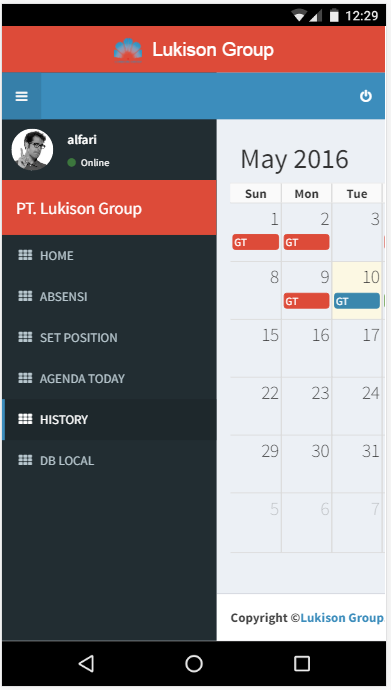 12:29
Lukison Group
alfari
Online
PT. Lukison Group
HOME
ABSENSI
SET POSITION
AGENDA TODAY
HISTORY
DB LOCAL
May 2016
Sun Mon Tue
1 2 3
GT GT
8 9 10
GT GT
15 16 17
22 23 24
29 30 31
5 6 7
Copyright ©Lukison Group